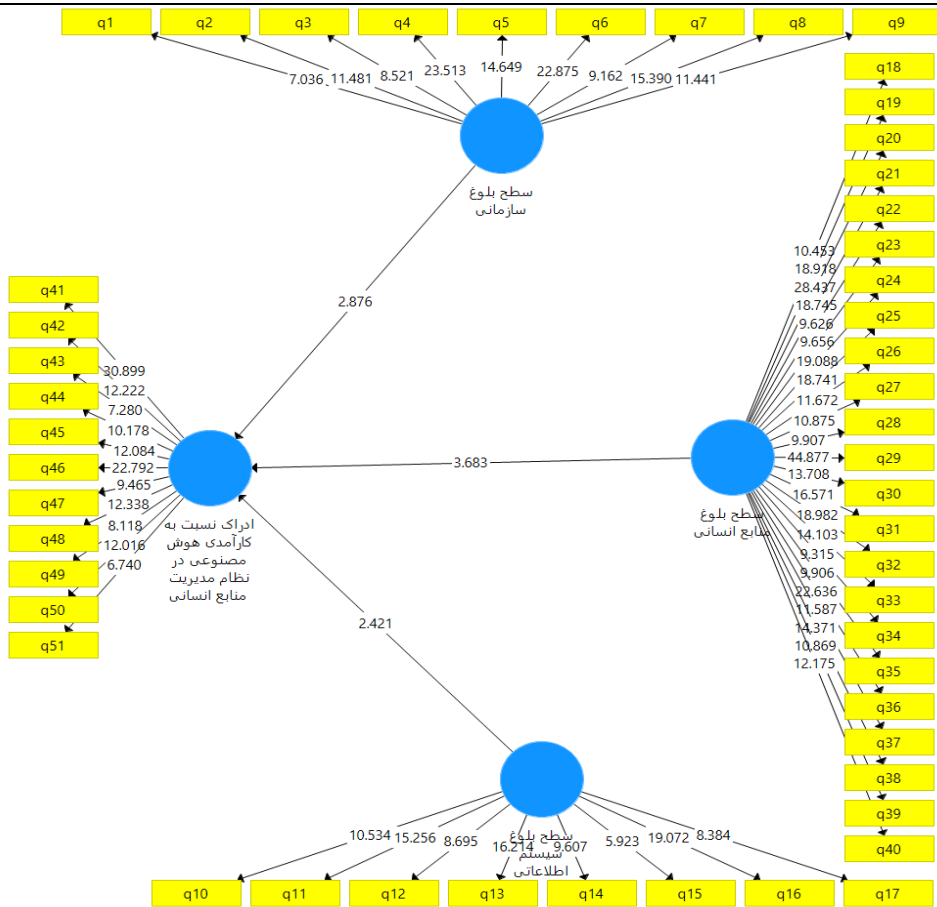 q1 q2 q3 q4 q5 q6 q7 q8 q9
7.036 11.481 8.521 23.513 14.649 22.875 9.162 15.390 11.441
سطح بلوغ
سازمانی
q18
q19
q20
q21
q22
q23
q24
q25
q26
q27
q28
q29
q30
q31
q32
q33
q34
q35
q36
q37
q38
q39
q40
10.453
18.918
28.437
18.745
9.626
9.656
19.088
18.741
11.672
10.875
9.907
44.877
13.708
16.571
18.982
14.103
9.315
9.906
22.636
11.587
14.371
10.869
12.175
سطح بلوغ
منابع انسانی
2.876
3.683
2.421
q41
q42
q43
q44
q45
q46
q47
q48
q49
q50
q51
30.899
12.222
7.280
10.178
12.084
22.792
9.465
12.338
8.118
12.016
6.740
ادراک نسبت به
کارآمدی هوش
مصنوعی در
نظام مدیریت
منابع انسانی
سطح بلوغ
سیستم
اطلاعاتی
10.534 15.256 8.695 16.214 9.607 5.923 19.072 8.384
q10 q11 q12 q13 q14 q15 q16 q17